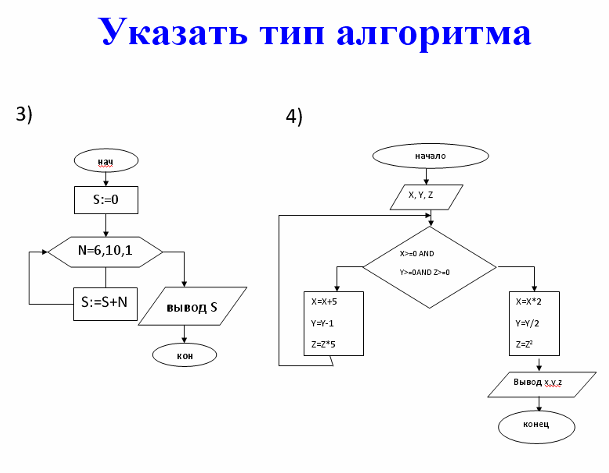 Указать тип алгоритма
3)
нач
S:=0
N=6,10,1
S:=S+N
вывод S
кон
4)
начало
X, Y, Z
X>=0 AND
Y>=0AND Z>=0
X=X+5
Y=Y-1
Z=Z*5
X=X*2
Y=Y/2
Z=Z²
Вывод x,y,z
конец